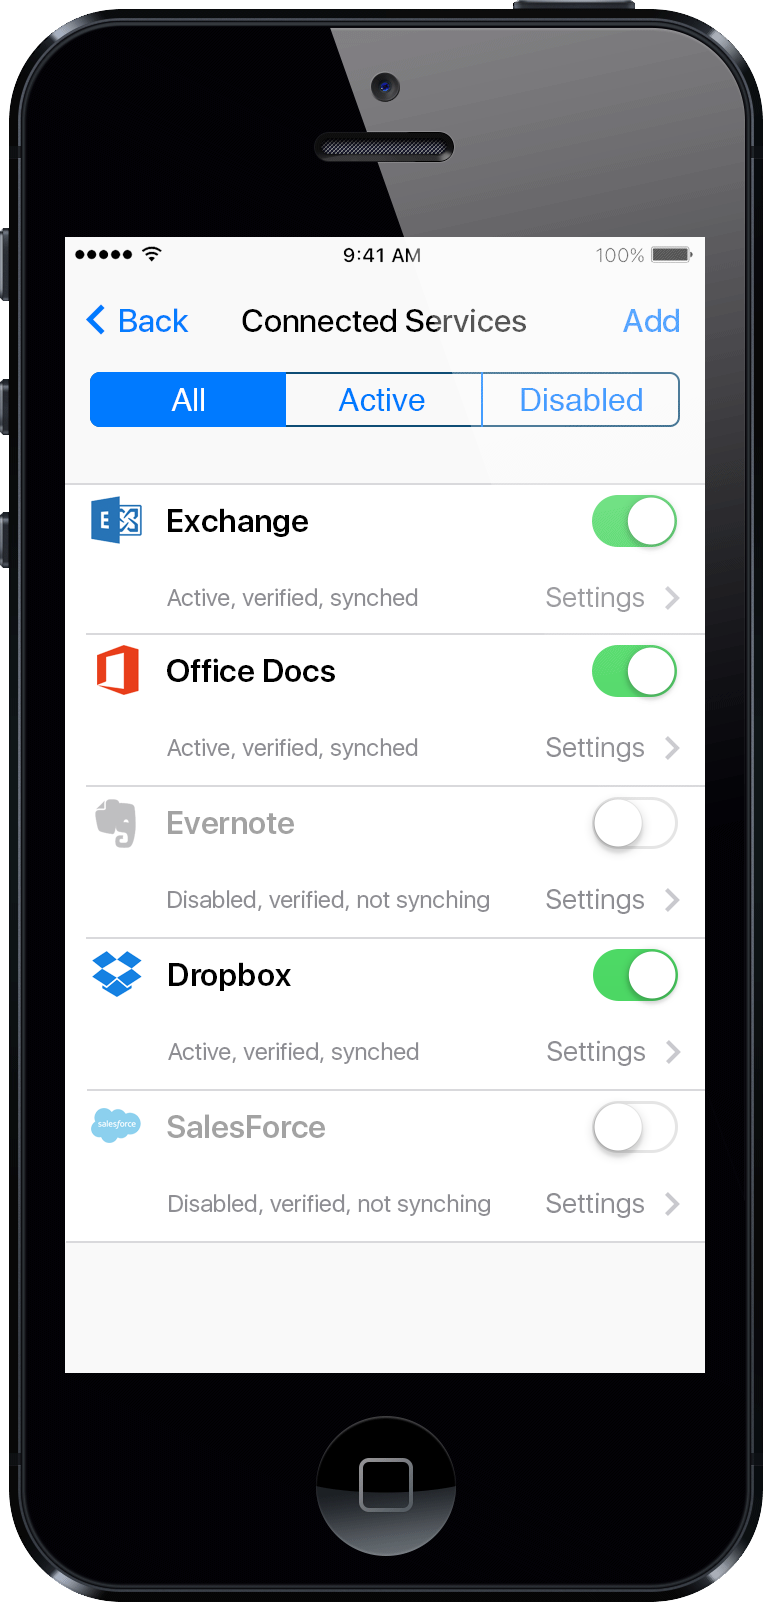 9:41 AM 100%
Back Connected Services Add
All Active Disabled
E
Exchange
Active, verified, synched Settings
Office Docs
Active, verified, synched Settings
Evernote
Disabled, verified, not synching Settings
Dropbox
Active, verified, synched Settings
salesforce
SalesForce
Disabled, verified, not synching Settings